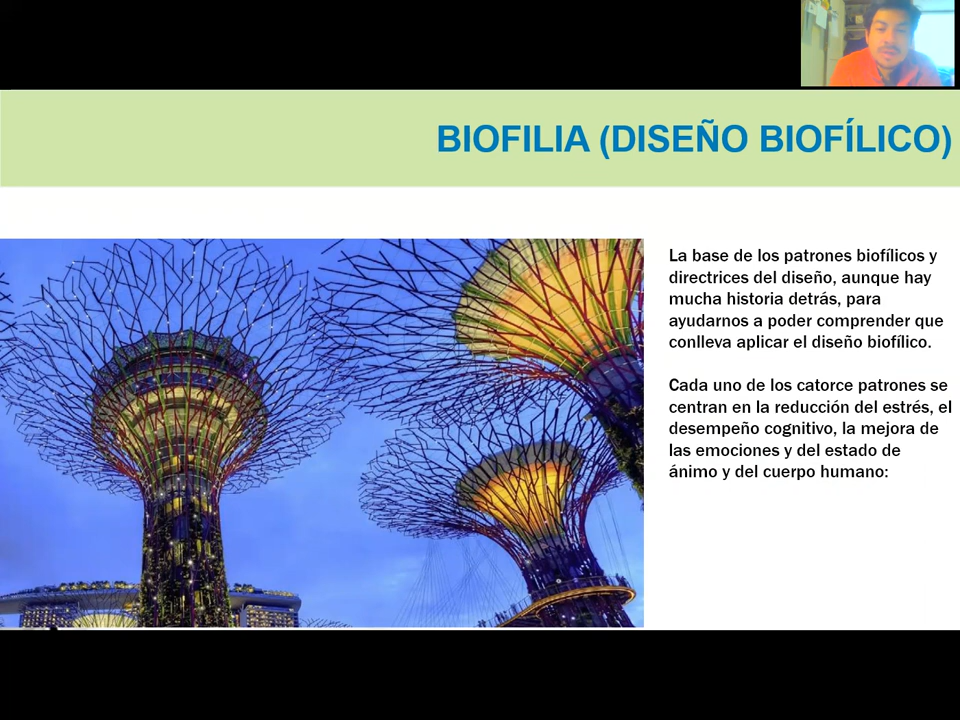 BIOFILIA (DISEÑO BIOFÍLICO)
La base de los patrones biofílicos y
directrices del diseño, aunque hay
mucha historia detrás, para
ayudarnos a poder comprender que
conlleva aplicar el diseño biofílico.
Cada uno de los catorce patrones se
centran en la reducción del estrés, el
desempeño cognitivo, la mejora de
las emociones y del estado de
ánimo y del cuerpo humano: